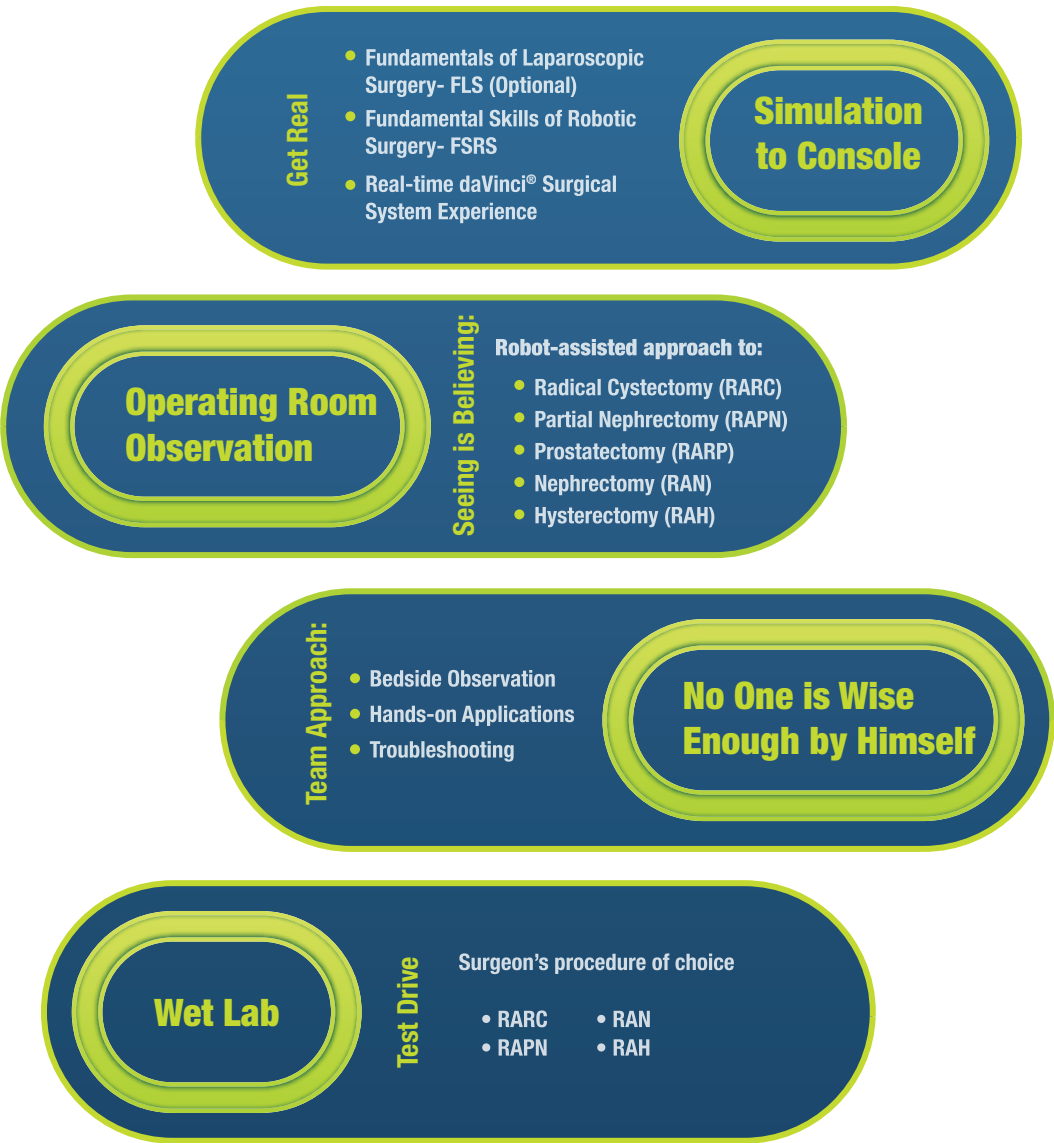 Get Real
• Fundamentals of Laparoscopic
Surgery- FLS (Optional)
• Fundamental Skills of Robotic
Surgery- FSRS
• Real-time daVinci® Surgical
System Experience
Simulation
to Console
Operating Room
Observation
Seeing is Believing:
Robot-assisted approach to:
• Radical Cystectomy (RARC)
• Partial Nephrectomy (RAPN)
• Prostatectomy (RARP)
• Nephrectomy (RAN)
• Hysterectomy (RAH)
Team Approach:
• Bedside Observation
• Hands-on Applications
• Troubleshooting
No One is Wise
Enough by Himself
Wet Lab
Test Drive
Surgeon’s procedure of choice
• RARC • RAN
• RAPN • RAH